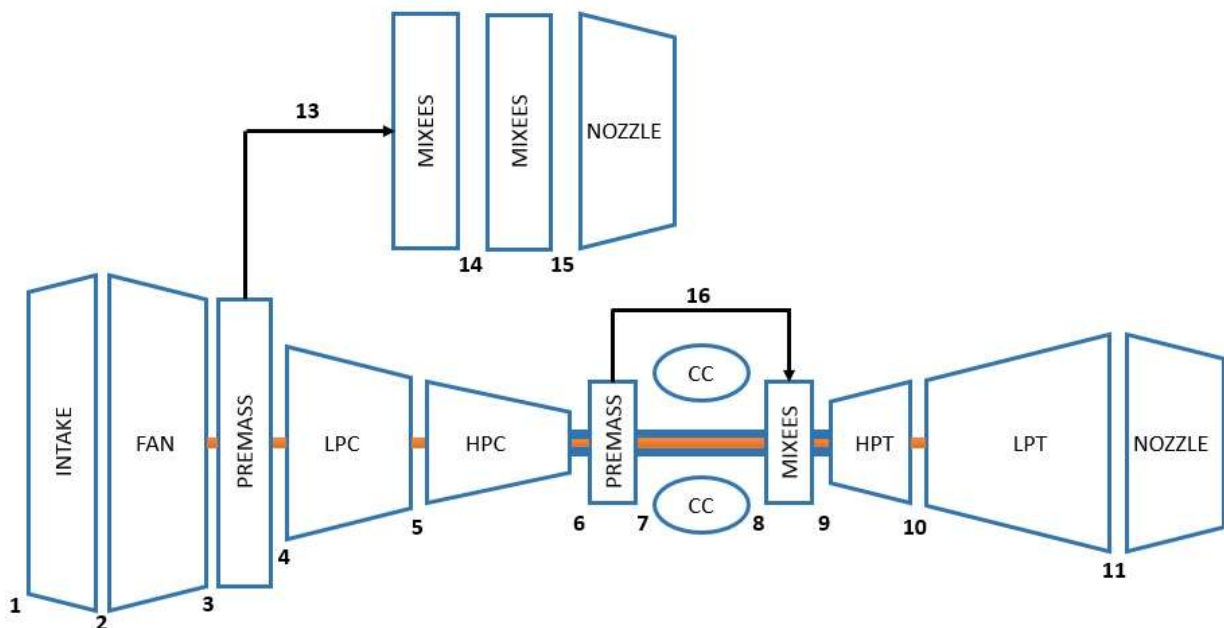 13
MIXEES
MIXEES
NOZZLE
14
15
16
INTAKE
FAN
PREMASS
LPC
HPC
PREMASS
CC
CC
MIXEES
HPT
LPT
NOZZLE
1
2
3
4
5
6
7
8
9
10
11